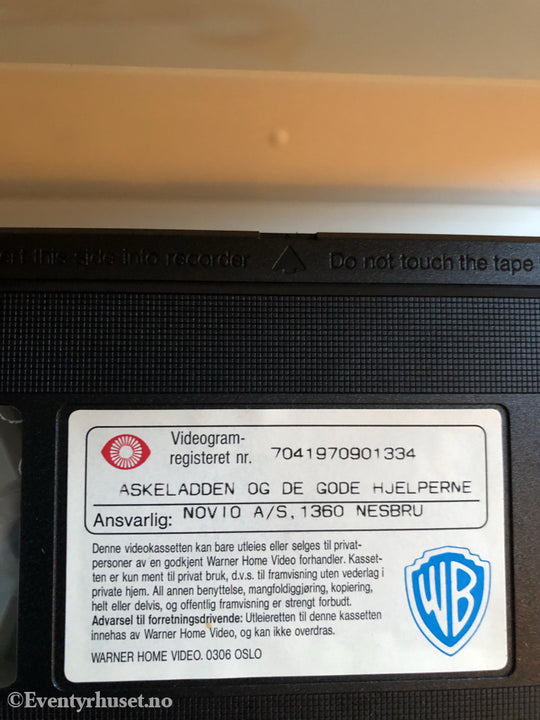 ert this side into recorder Do not touch the tape
Videogram-
registeret nr. 7041970901334
ASKELADDEN OG DE GODE HJELPERNE
Ansvarlig: NOVIO A/S, 1360 NESBRU
Denne videokassetten kan bare utleies eller selges til privat-
personer av en godkjent Warner Home Video forhandler. Kasset-
ten er kun ment til privat bruk, d.v.s. til framvisning uten vederlag i
private hjem. All annen benyttelse, mangfoldiggjøring, kopiering,
helt eller delvis, og offentlig framvisning er strengt forbudt.
Advarsel til forretningsdrivende: Utleieretten til denne kassetten
innehas av Warner Home Video, og kan ikke overdras.
WARNER HOME VIDEO. 0306 OSLO
WB
©Eventyrhuset.no